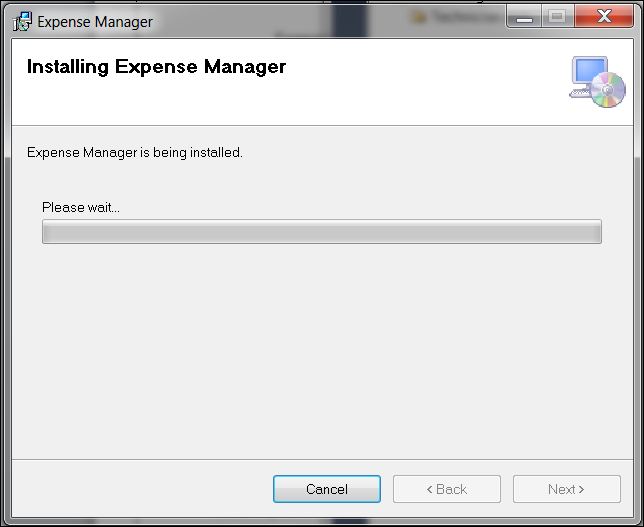 Expense Manager
Installing Expense Manager
Expense Manager is being installed.
Please wait...
Cancel
< Back
Next >